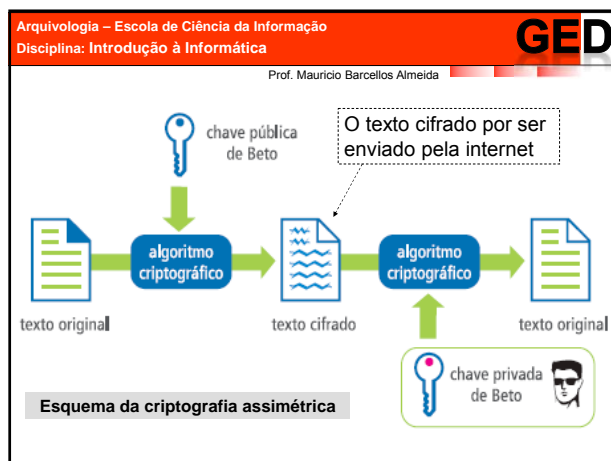 Arquivologia – Escola de Ciência da Informação
Disciplina: Introdução à Informática
GED
Prof. Mauricio Barcellos Almeida
chave pública
de Beto
O texto cifrado por ser
enviado pela internet
algoritmo
criptográfico
algoritmo
criptográfico
texto original
texto cifrado
texto original
chave privada
de Beto
Esquema da criptografia assimétrica